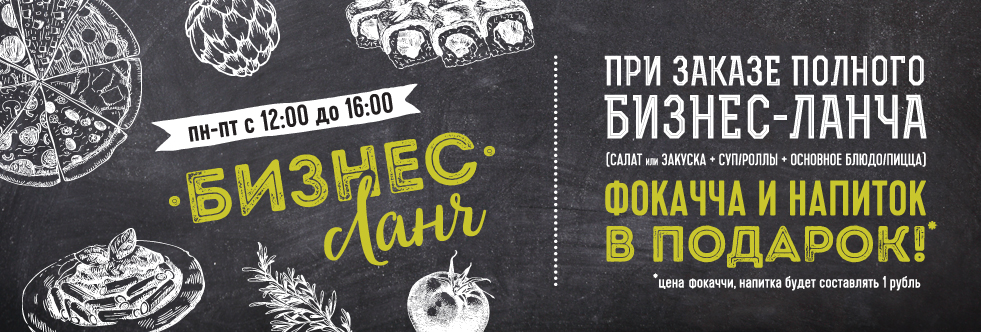 пн-пт с 12:00 до 16:00
БИЗНЕС
Ланч
ПРИ ЗАКАЗЕ ПОЛНОГО
БИЗНЕС-ЛАНЧА
(САЛАТ или ЗАКУСКА + СУП/РОЛЛЫ + ОСНОВНОЕ БЛЮДО/ПИЦЦА)
ФОКАЧЧА И НАПИТОК
В ПОДАРОК!*
*цена фокаччи, напитка будет составлять 1 рубль